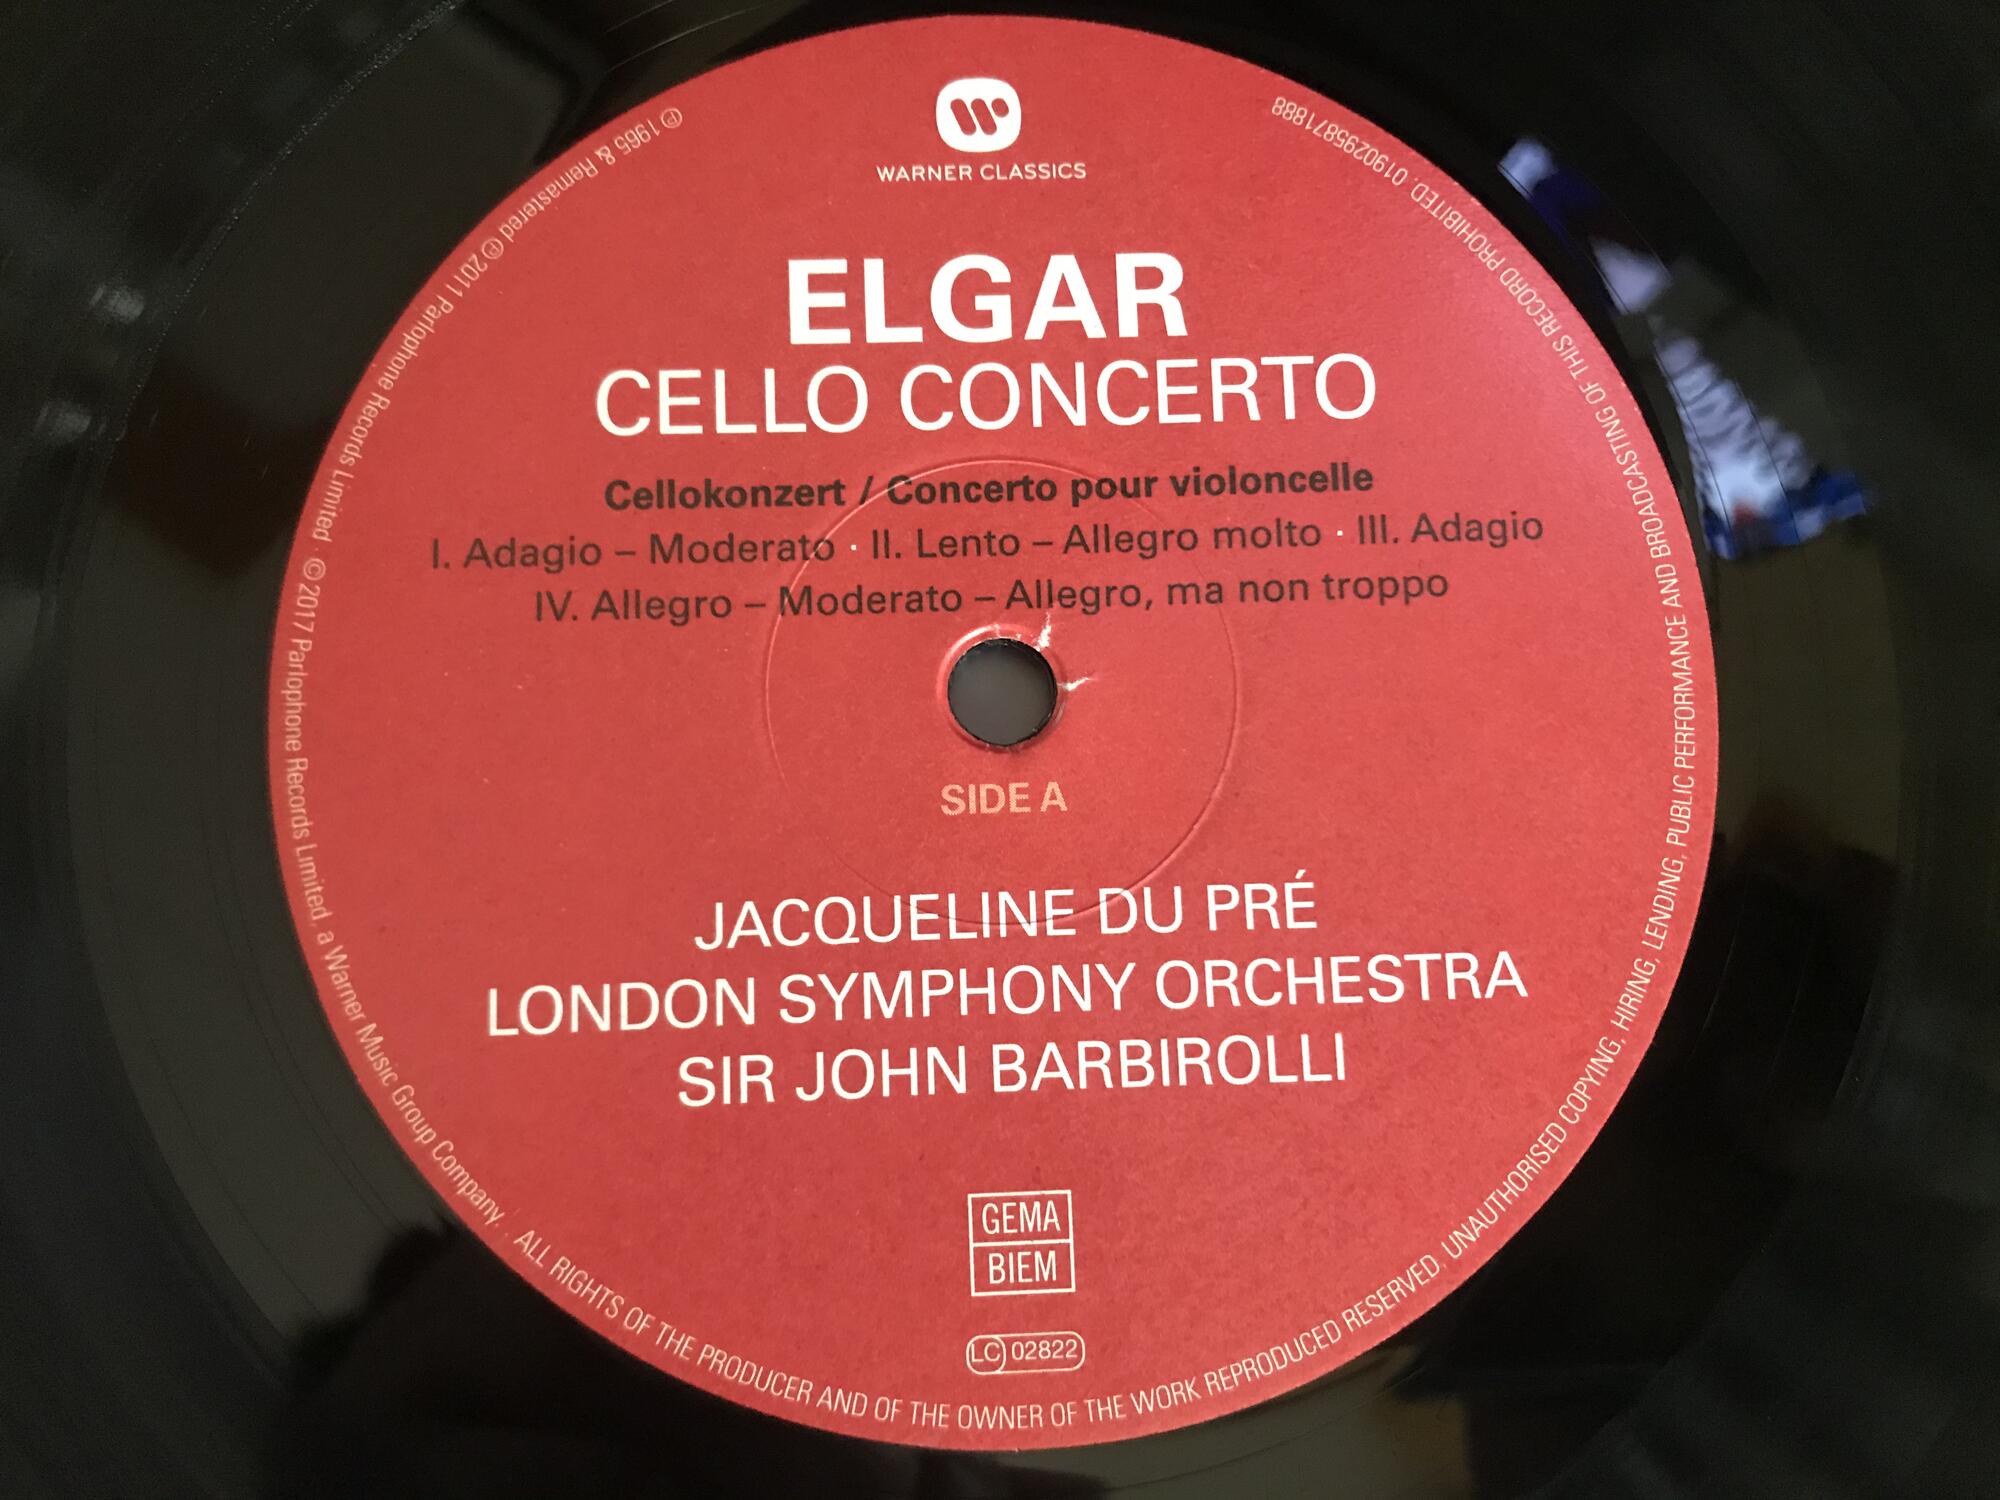 WARNER CLASSICS
ELGAR
CELLO CONCERTO
Cellokonzert / Concerto pour violoncelle
I. Adagio – Moderato · II. Lento – Allegro molto · III. Adagio
IV. Allegro – Moderato – Allegro, ma non troppo
SIDE A
JACQUELINE DU PRÉ
LONDON SYMPHONY ORCHESTRA
SIR JOHN BARBIROLLI
GEMA
BIEM
LC 02822
℗ 1965 & Remastered ℗ 2011 Parlophone Records Limited · © 2017 Parlophone Records Limited, a Warner Music Group Company. . ALL RIGHTS OF THE PRODUCER AND OF THE OWNER OF THE WORK REPRODUCED RESERVED. UNAUTHORISED COPYING, HIRING, LENDING, PUBLIC PERFORMANCE AND BROADCASTING OF THIS RECORD PROHIBITED. 0190295871888